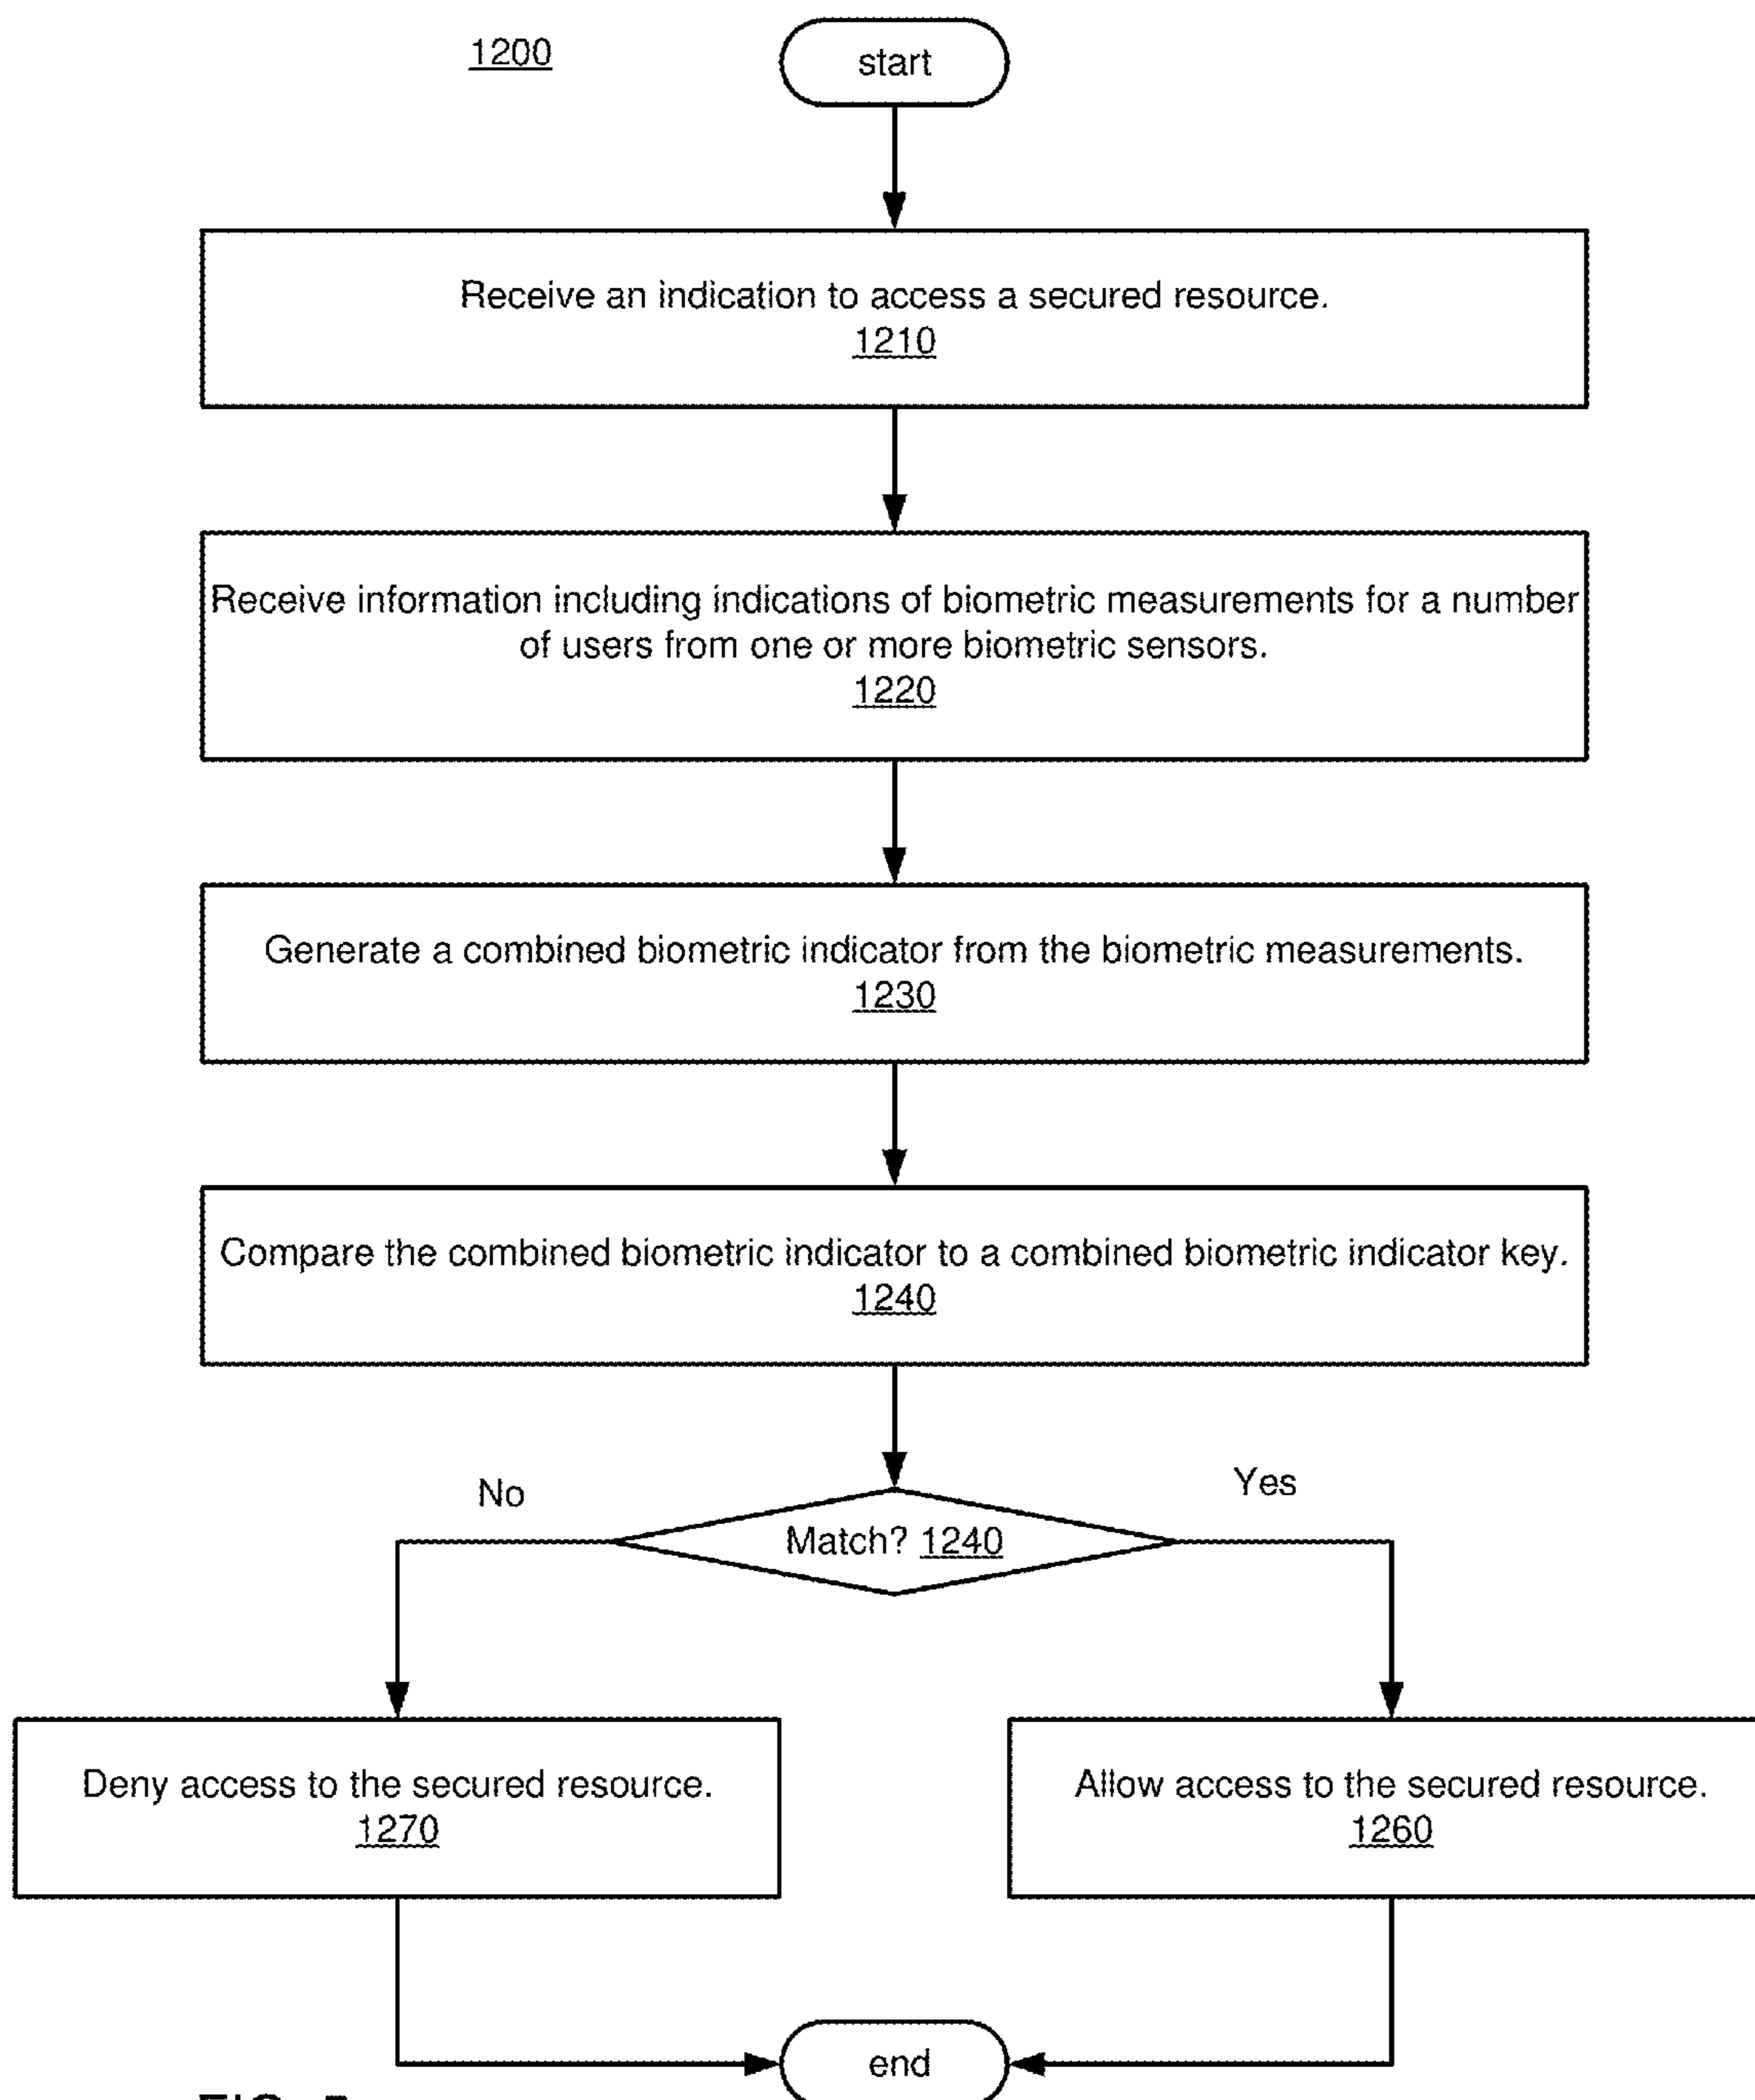 1200
start
Receive an indication to access a secured resource.
1210
Receive information including indications of biometric measurements for a number
of users from one or more biometric sensors.
1220
Generate a combined biometric indicator from the biometric measurements.
1230
Compare the combined biometric indicator to a combined biometric indicator key.
1240
No
Yes
Match? 1240
Deny access to the secured resource.
1270
Allow access to the secured resource.
1260
end